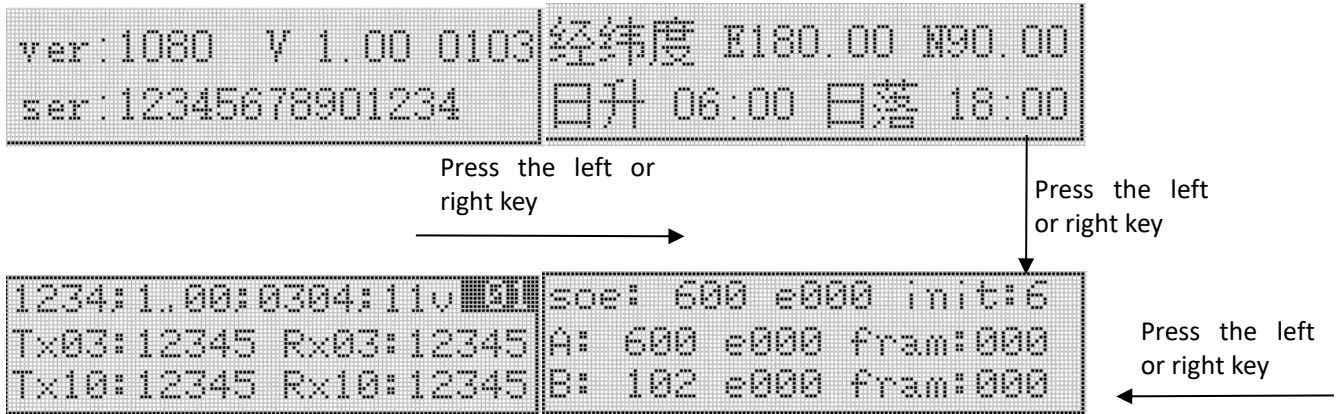 ver:1080 V 1.00 0103
ser:12345678901234
经纬度 E180.00 N90.00
日升 06:00 日落 18:00
Press the left or
right key
Press the left
or right key
1234:1.00:0304:11v 01
Tx03:12345 Rx03:12345
Tx10:12345 Rx10:12345
soe: 600 e000 init:6
A: 600 e000 fram:000
B: 102 e000 fram:000
Press the left
or right key